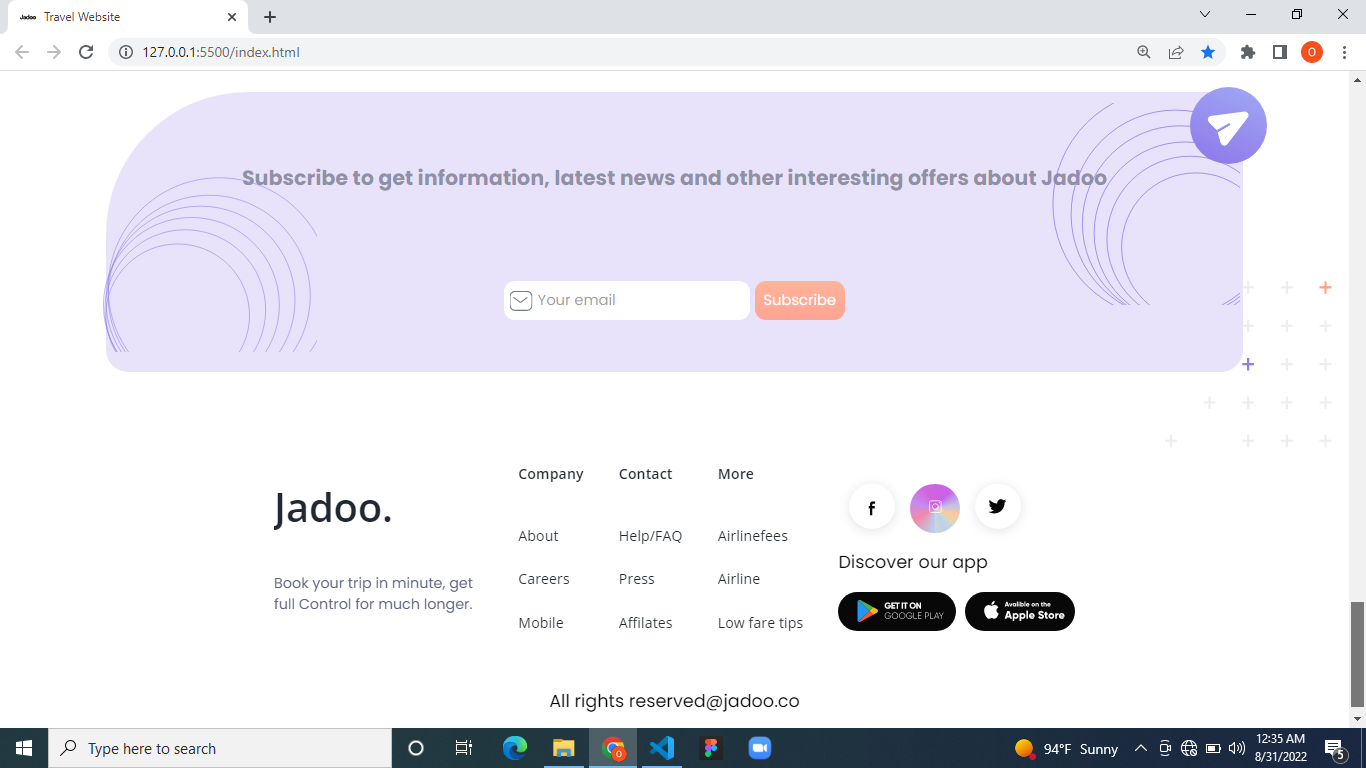 Jadoo Travel Website
127.0.0.1:5500/index.html
O
Subscribe to get information, latest news and other interesting offers about Jadoo
Your email
Subscribe
Jadoo.
Book your trip in minute, get
full Control for much longer.
Company
About
Careers
Mobile
Contact
Help/FAQ
Press
Affilates
More
Airlinefees
Airline
Low fare tips
Discover our app
GET IT ON
GOOGLE PLAY
Avalible on the
Apple Store
All rights reserved@jadoo.co
Type here to search
O
94°F Sunny
12:35 AM
8/31/2022
5